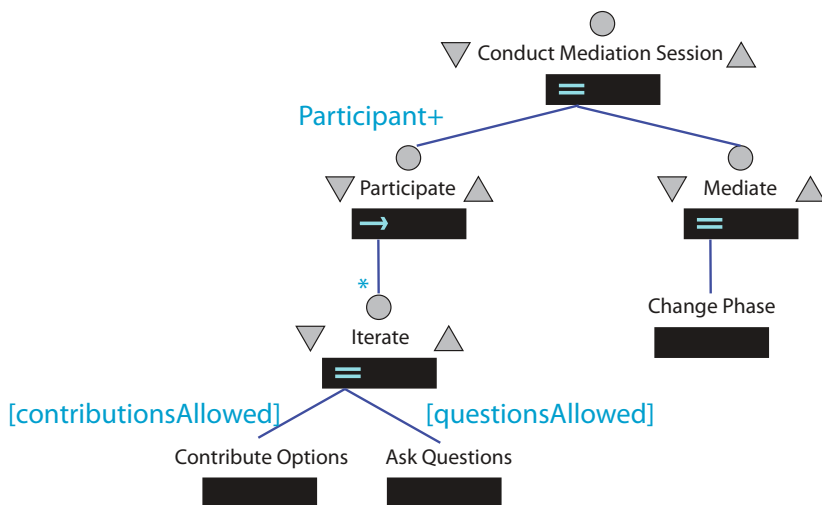 Conduct Mediation Session
Participant+
Participate
Mediate
*
Change Phase
Iterate
[contributionsAllowed]
[questionsAllowed]
Contribute Options
Ask Questions